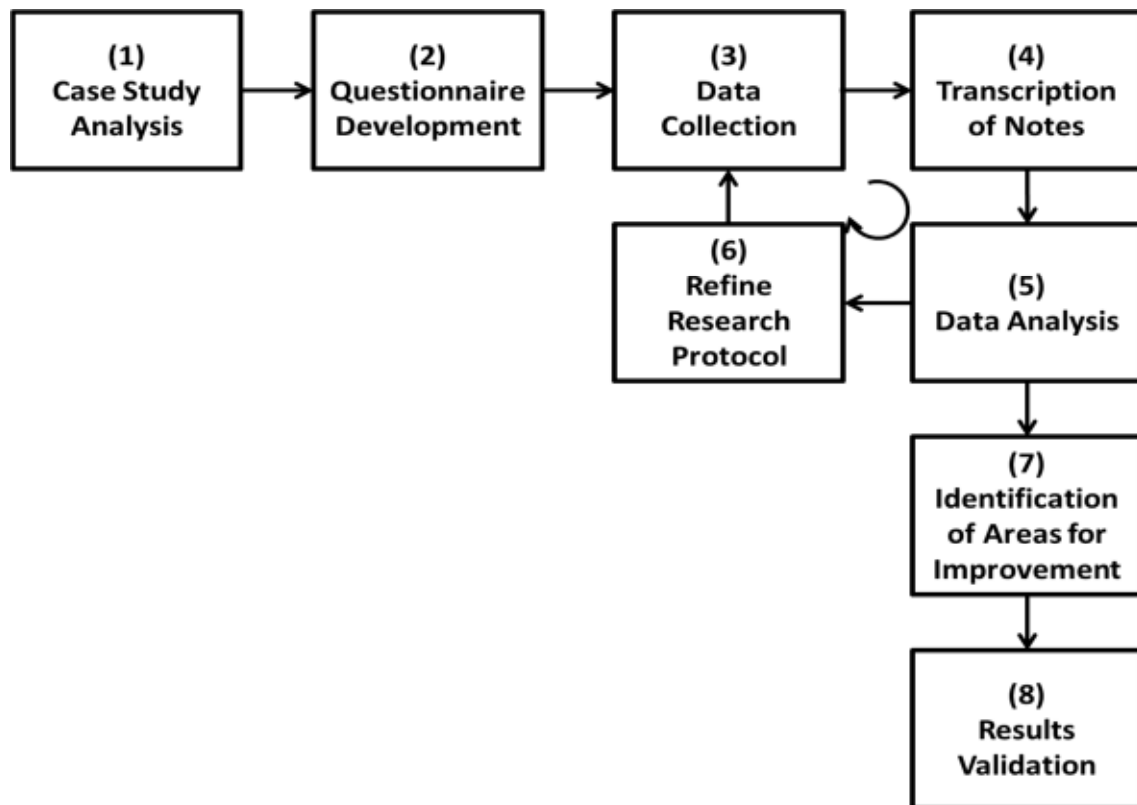 (1)
Case Study
Analysis
(2)
Questionnaire
Development
(3)
Data
Collection
(4)
Transcription
of Notes
(6)
Refine
Research
Protocol
(5)
Data Analysis
(7)
Identification
of Areas for
Improvement
(8)
Results
Validation